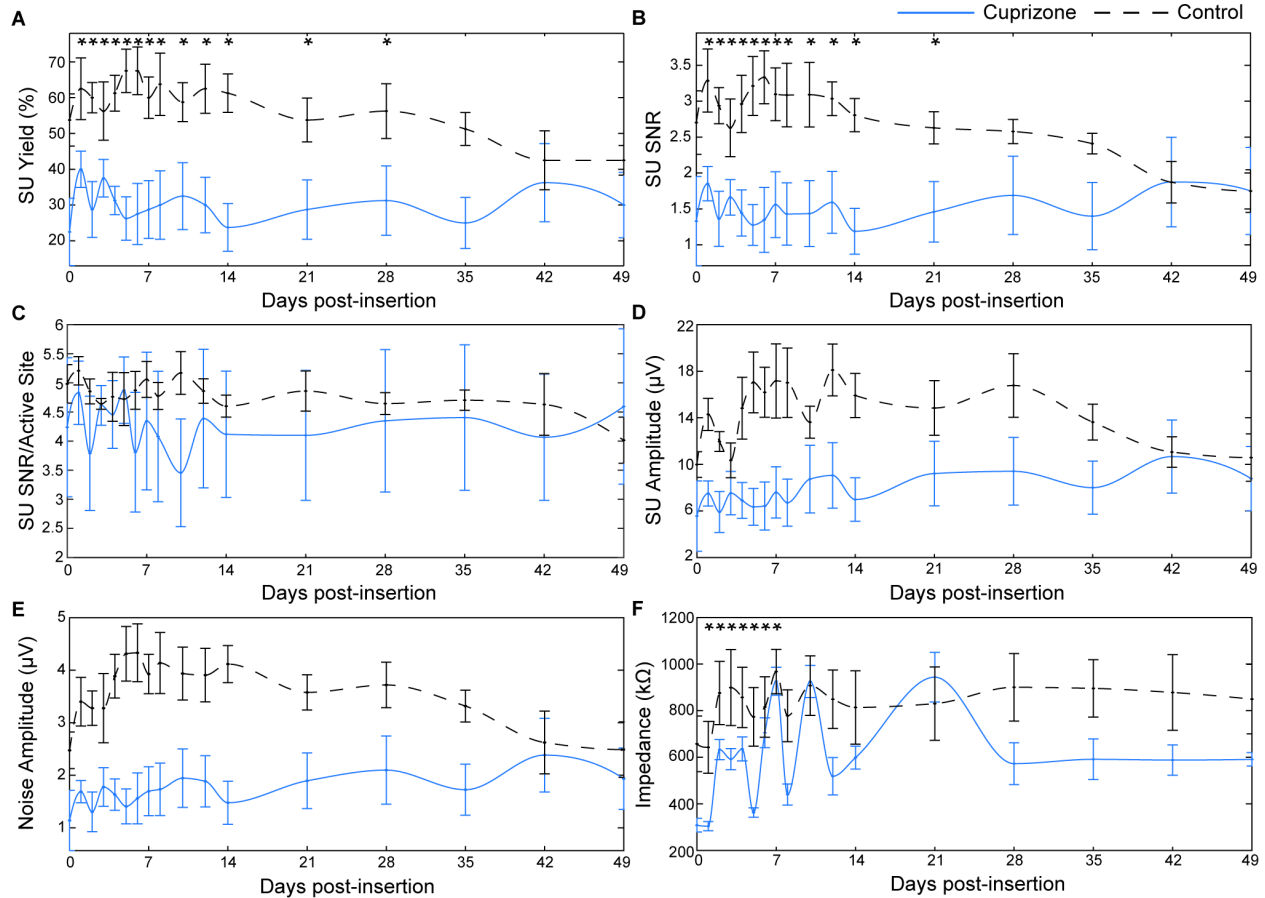 Cuprizone Control
A
* * * * * * * * * * * * *
SU Yield (%)
70
60
50
40
30
20
0 7 14 21 28 35 42 49
Days post-insertion
B
* * * * * * * * * * * *
SU SNR
3.5
3
2.5
2
1.5
1
0 7 14 21 28 35 42 49
Days post-insertion
C
SU SNR/Active Site
6
5.5
5
4.5
4
3.5
3
2.5
2
0 7 14 21 28 35 42 49
Days post-insertion
D
SU Amplitude (μV)
22
18
14
10
6
2
0 7 14 21 28 35 42 49
Days post-insertion
E
Noise Amplitude (μV)
5
4
3
2
1
0 7 14 21 28 35 42 49
Days post-insertion
F
* * * * * * *
Impedance (kΩ)
1200
1000
800
600
400
200
0 7 14 21 28 35 42 49
Days post-insertion